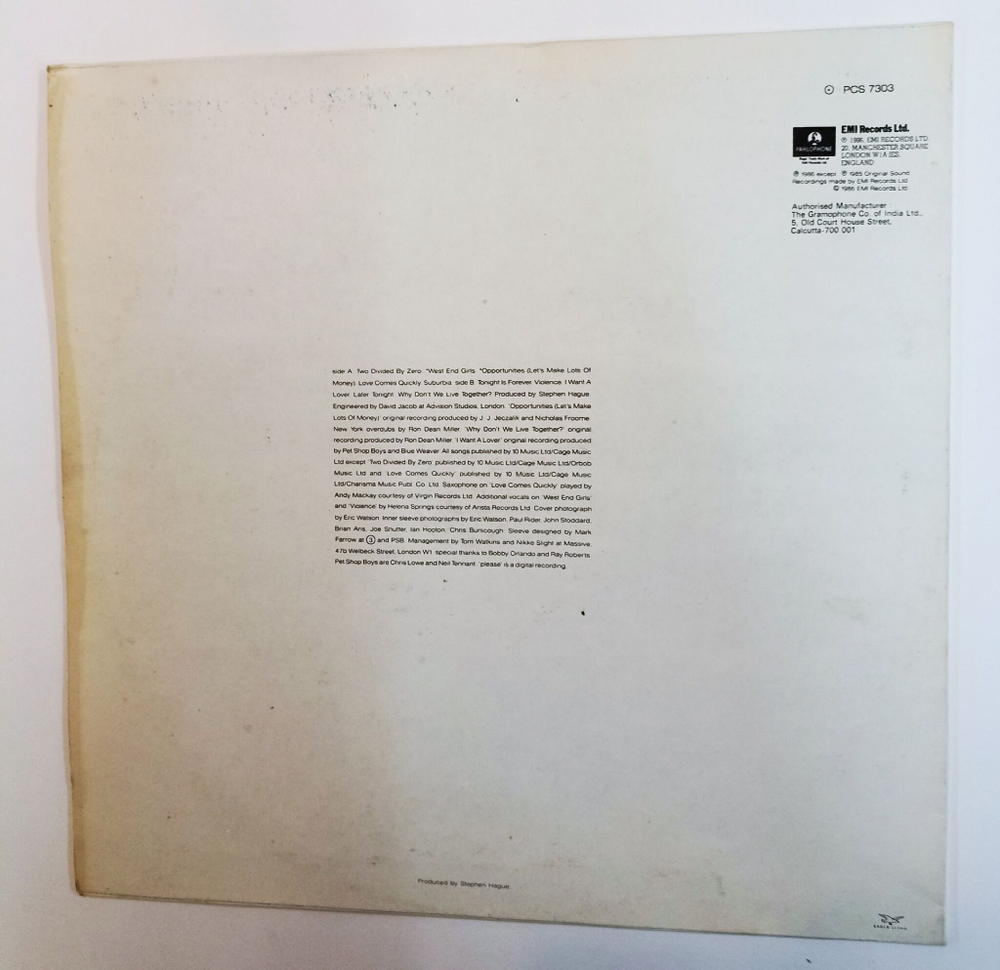 PCS 7303
PARLOPHONE
EMI Records Ltd.
℗ 1986, EMI RECORDS LTD.
20, MANCHESTER SQUARE
LONDON W1A IES.
ENGLAND
℗ 1986 except ℗ 1985 Original Sound
Recordings made by EMI Records Ltd
© 1986 EMI Records Ltd
Authorised Manufacturer :
The Gramophone Co. of India Ltd.,
5, Old Court House Street,
Calcutta-700 001
side A: Two Divided By Zero. *West End Girls. *Opportunities (Let's Make Lots Of
Money). Love Comes Quickly. Suburbia. side B: Tonight Is Forever. Violence. I Want A
Lover. Later Tonight. Why Don't We Live Together? Produced by Stephen Hague.
Engineered by David Jacob at Advision Studios, London. 'Opportunities (Let's Make
Lots Of Money)' original recording produced by J. J. Jeczalik and Nicholas Froome.
New York overdubs by Ron Dean Miller. 'Why Don't We Live Together?' original
recording produced by Ron Dean Miller. 'I Want A Lover' original recording produced
by Pet Shop Boys and Blue Weaver. All songs published by 10 Music Ltd/Cage Music
Ltd except 'Two Divided By Zero' published by 10 Music Ltd/Cage Music Ltd/Orbob
Music Ltd and 'Love Comes Quickly' published by 10 Music Ltd/Cage Music
Ltd/Charisma Music Publ. Co. Ltd. Saxophone on 'Love Comes Quickly' played by
Andy Mackay courtesy of Virgin Records Ltd. Additional vocals on 'West End Girls'
and 'Violence' by Helena Springs courtesy of Arista Records Ltd. Cover photograph
by Eric Watson. Inner sleeve photographs by Eric Watson, Paul Rider, John Stoddard,
Brian Aris, Joe Shutter, Ian Hooton, Chris Burscough. Sleeve designed by Mark
Farrow at ③ and PSB. Management by Tom Watkins and Nikke Slight at Massive,
47b Welbeck Street, London W1. special thanks to Bobby Orlando and Ray Roberts.
Pet Shop Boys are Chris Lowe and Neil Tennant. 'please' is a digital recording.
Produced By Stephen Hague
EAGLE